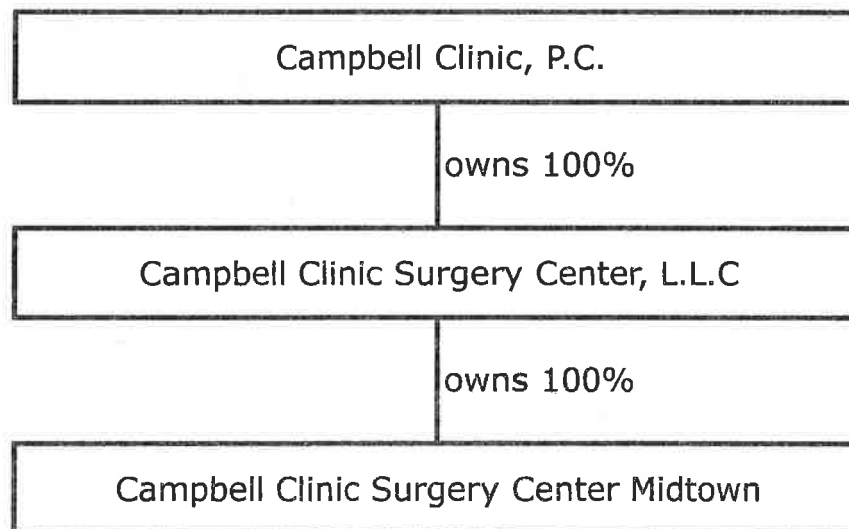 Campbell Clinic, P.C.
owns 100%
Campbell Clinic Surgery Center, L.L.C
owns 100%
Campbell Clinic Surgery Center Midtown